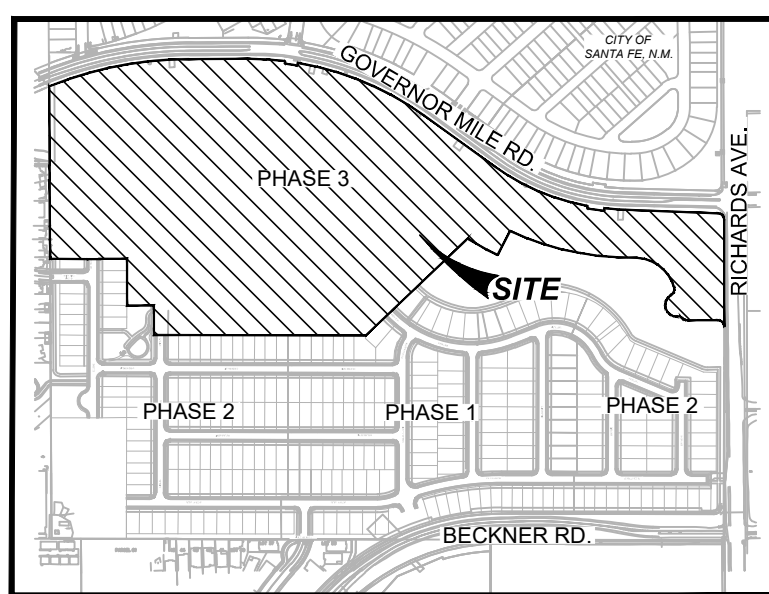 CITY OF
SANTA FE, N.M.
GOVERNOR MILE RD.
PHASE 3
RICHARDS AVE.
SITE
PHASE 2
PHASE 1
PHASE 2
BECKNER RD.